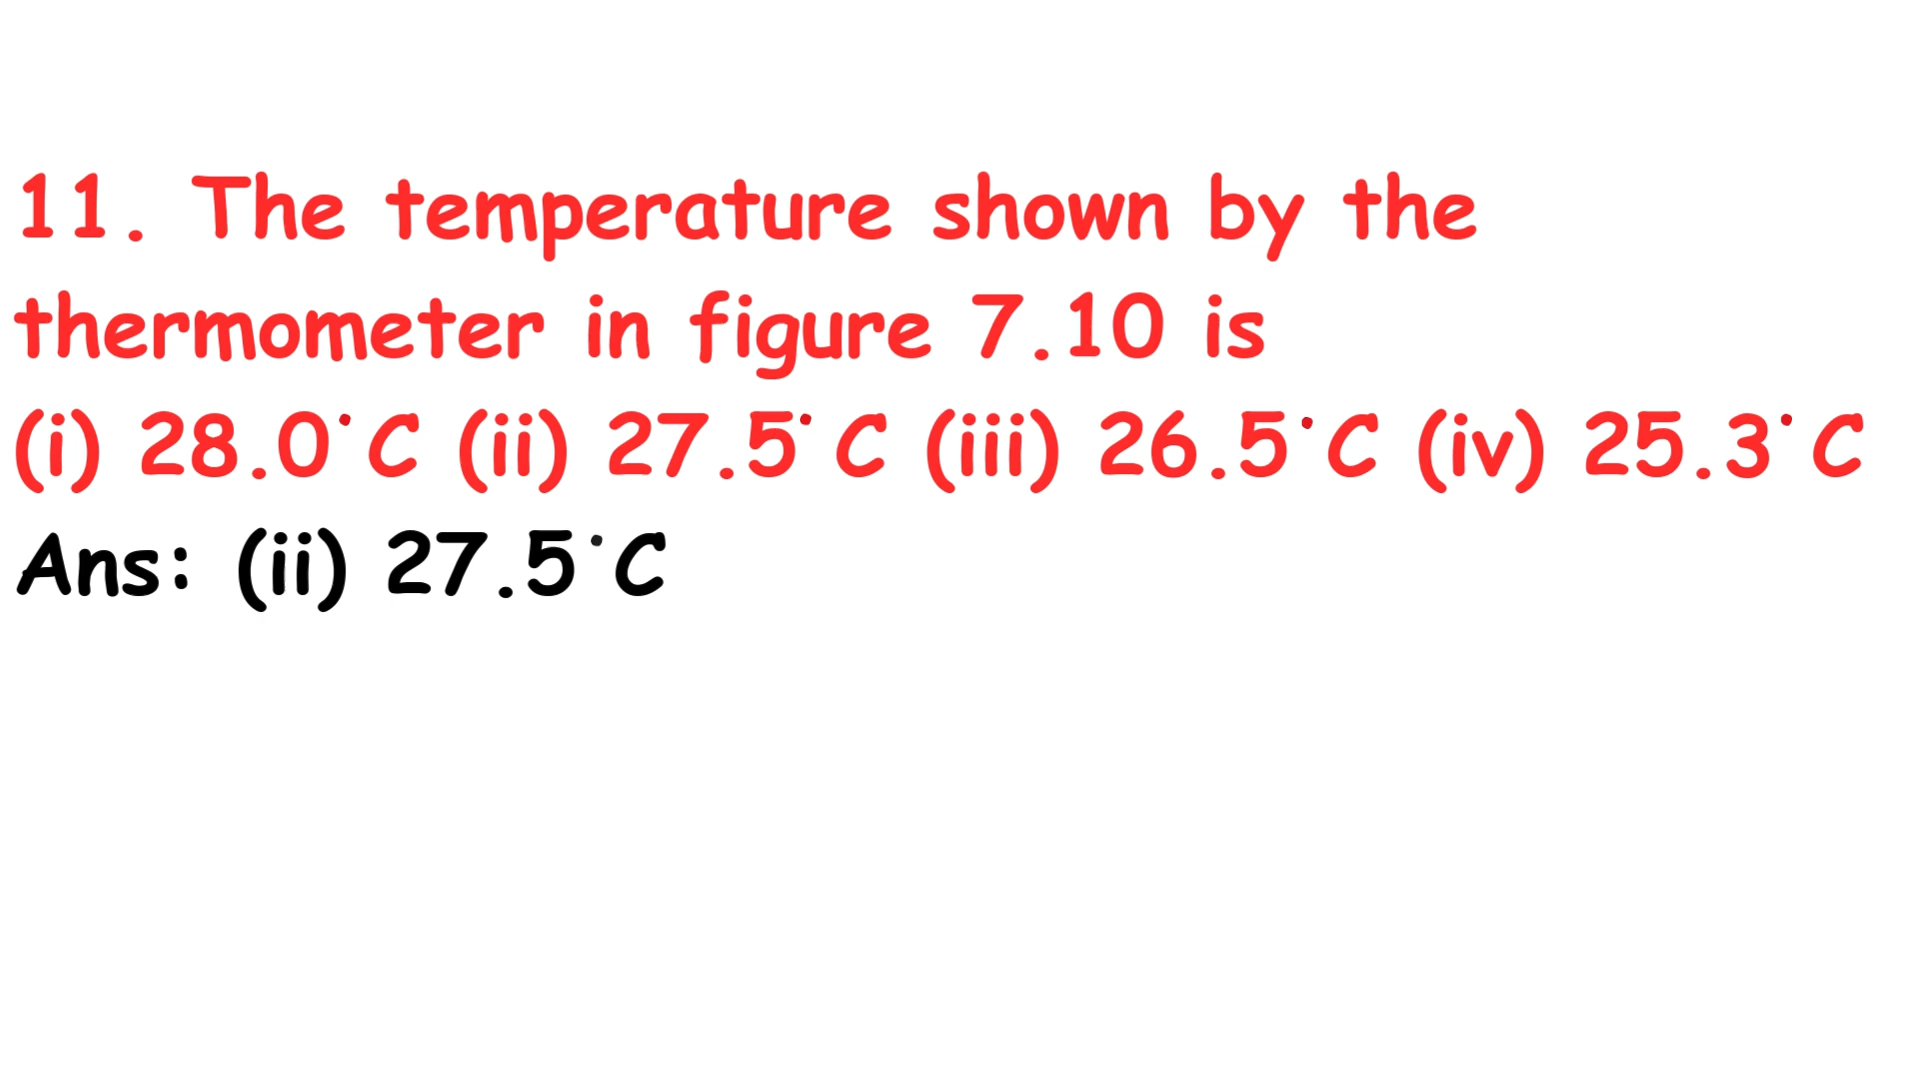 11. The temperature shown by the
thermometer in figure 7.10 is
(i) 28.0˙C (ii) 27.5˙C (iii) 26.5˙C (iv) 25.3˙C
Ans: (ii) 27.5˙C